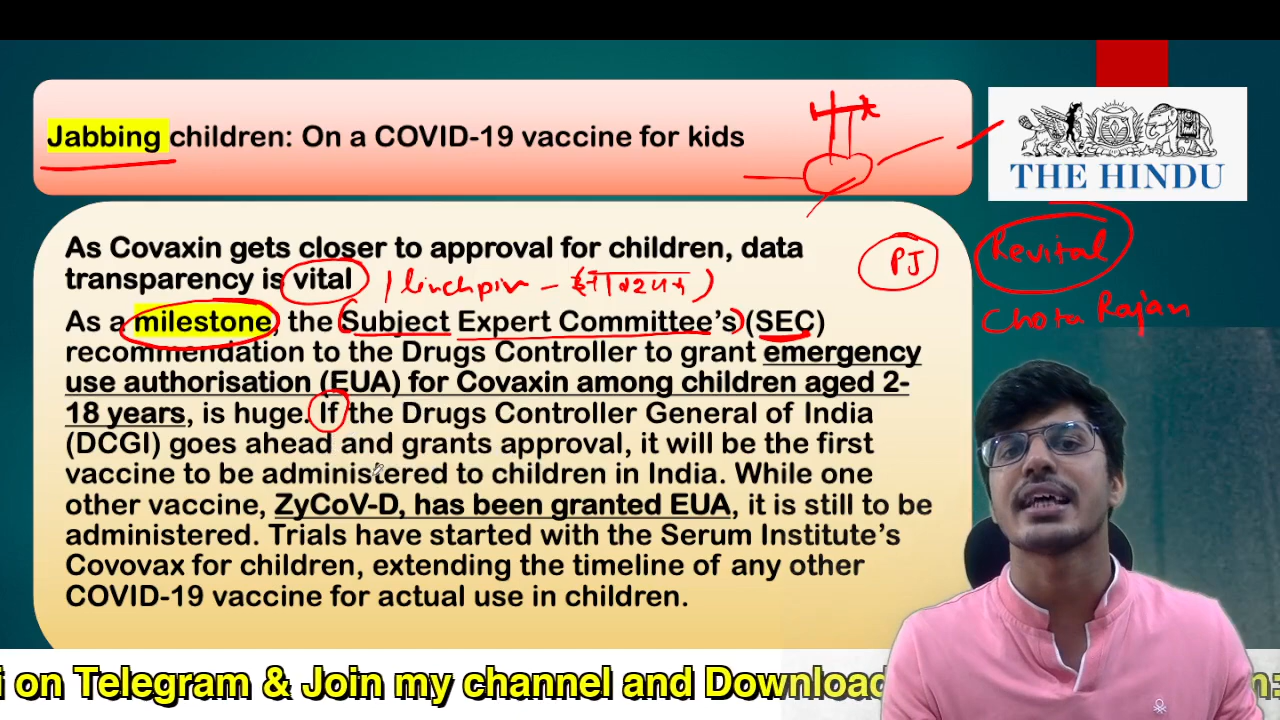 Jabbing children: On a COVID-19 vaccine for kids
THE HINDU
As Covaxin gets closer to approval for children, data
transparency is vital
linchpin -
PJ
Revital
Chota Rajan
As a milestone, the Subject Expert Committee's (SEC)
recommendation to the Drugs Controller to grant emergency
use authorisation (EUA) for Covaxin among children aged 2-
18 years, is huge. If the Drugs Controller General of India
(DCGI) goes ahead and grants approval, it will be the first
vaccine to be administered to children in India. While one
other vaccine, ZyCoV-D, has been granted EUA, it is still to be
administered. Trials have started with the Serum Institute's
Covovax for children, extending the timeline of any other
COVID-19 vaccine for actual use in children.
i on Telegram & Join my channel and Download